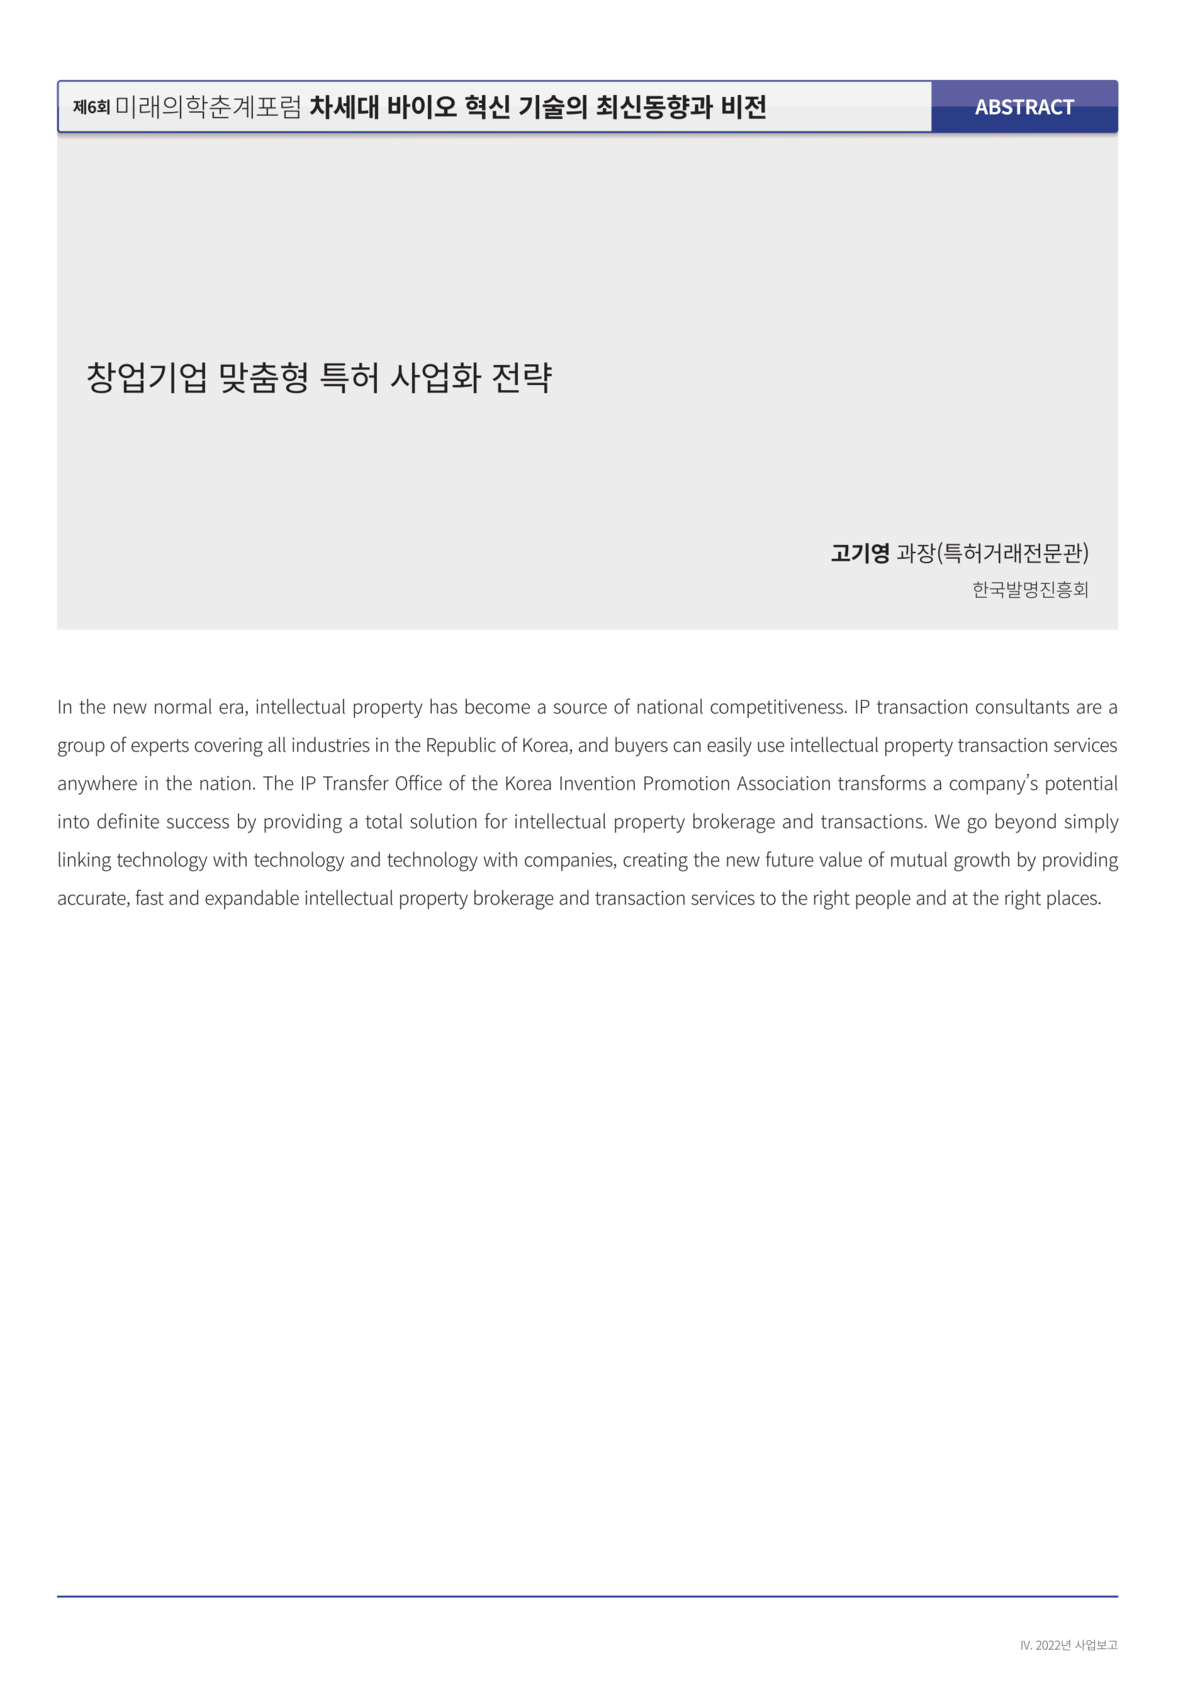 제6회 미래의학춘계포럼 차세대 바이오 혁신 기술의 최신동향과 비전
ABSTRACT
창업기업 맞춤형 특허 사업화 전략
고기영 과장(특허거래전문관)
한국발명진흥회
In the new normal era, intellectual property has become a source of national competitiveness. IP transaction consultants are a
group of experts covering all industries in the Republic of Korea, and buyers can easily use intellectual property transaction services
anywhere in the nation. The IP Transfer Office of the Korea Invention Promotion Association transforms a company's potential
into definite success by providing a total solution for intellectual property brokerage and transactions. We go beyond simply
linking technology with technology and technology with companies, creating the new future value of mutual growth by providing
accurate, fast and expandable intellectual property brokerage and transaction services to the right people and at the right places.
Ⅳ. 2022년 사업보고